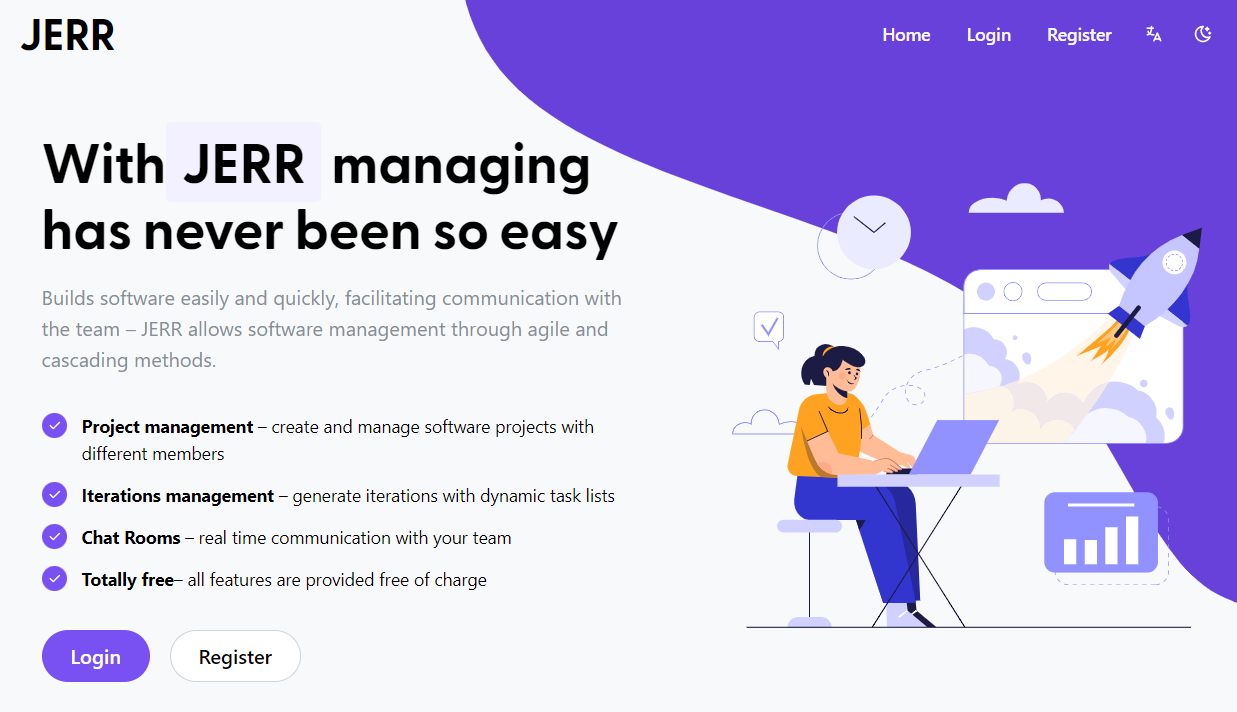 JERR
Home Login Register
With JERR managing
has never been so easy
Builds software easily and quickly, facilitating communication with
the team – JERR allows software management through agile and
cascading methods.
Project management – create and manage software projects with
different members
Iterations management – generate iterations with dynamic task lists
Chat Rooms – real time communication with your team
Totally free– all features are provided free of charge
Login Register